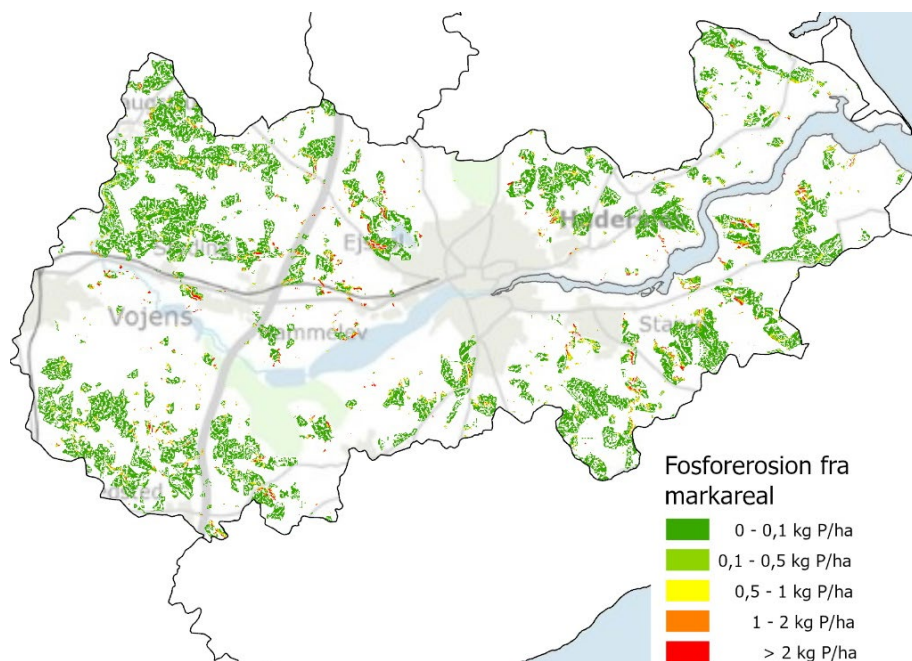 Vojens
Fosforerosion fra
markareal
0 - 0,1 kg P/ha
0,1 - 0,5 kg P/ha
0,5 - 1 kg P/ha
1 - 2 kg P/ha
> 2 kg P/ha